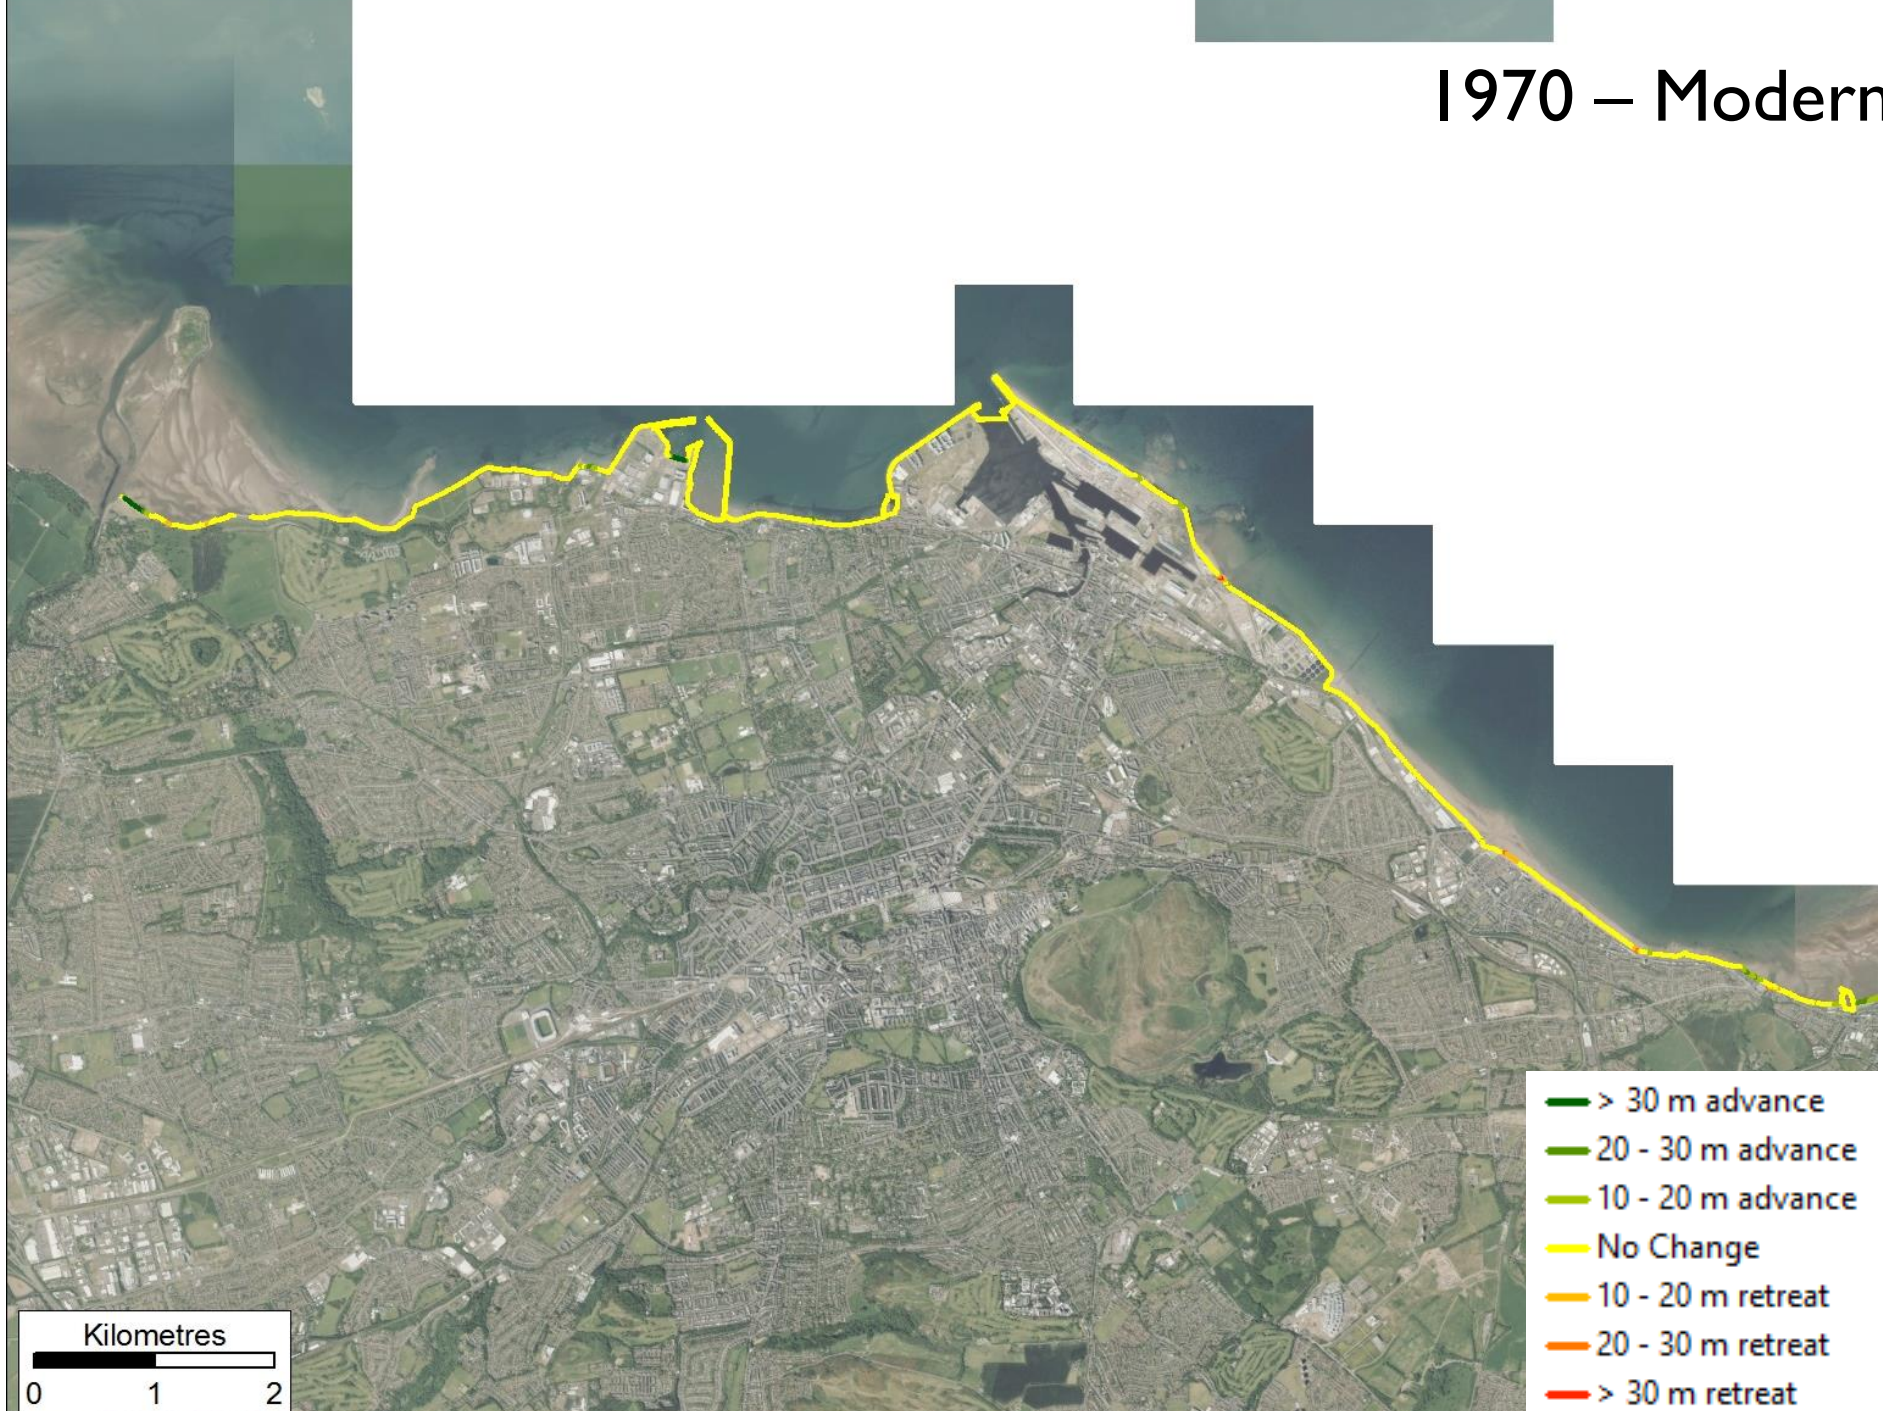 1970 – Modern
> 30 m advance
20 - 30 m advance
10 - 20 m advance
No Change
10 - 20 m retreat
20 - 30 m retreat
> 30 m retreat
Kilometres
0 1 2